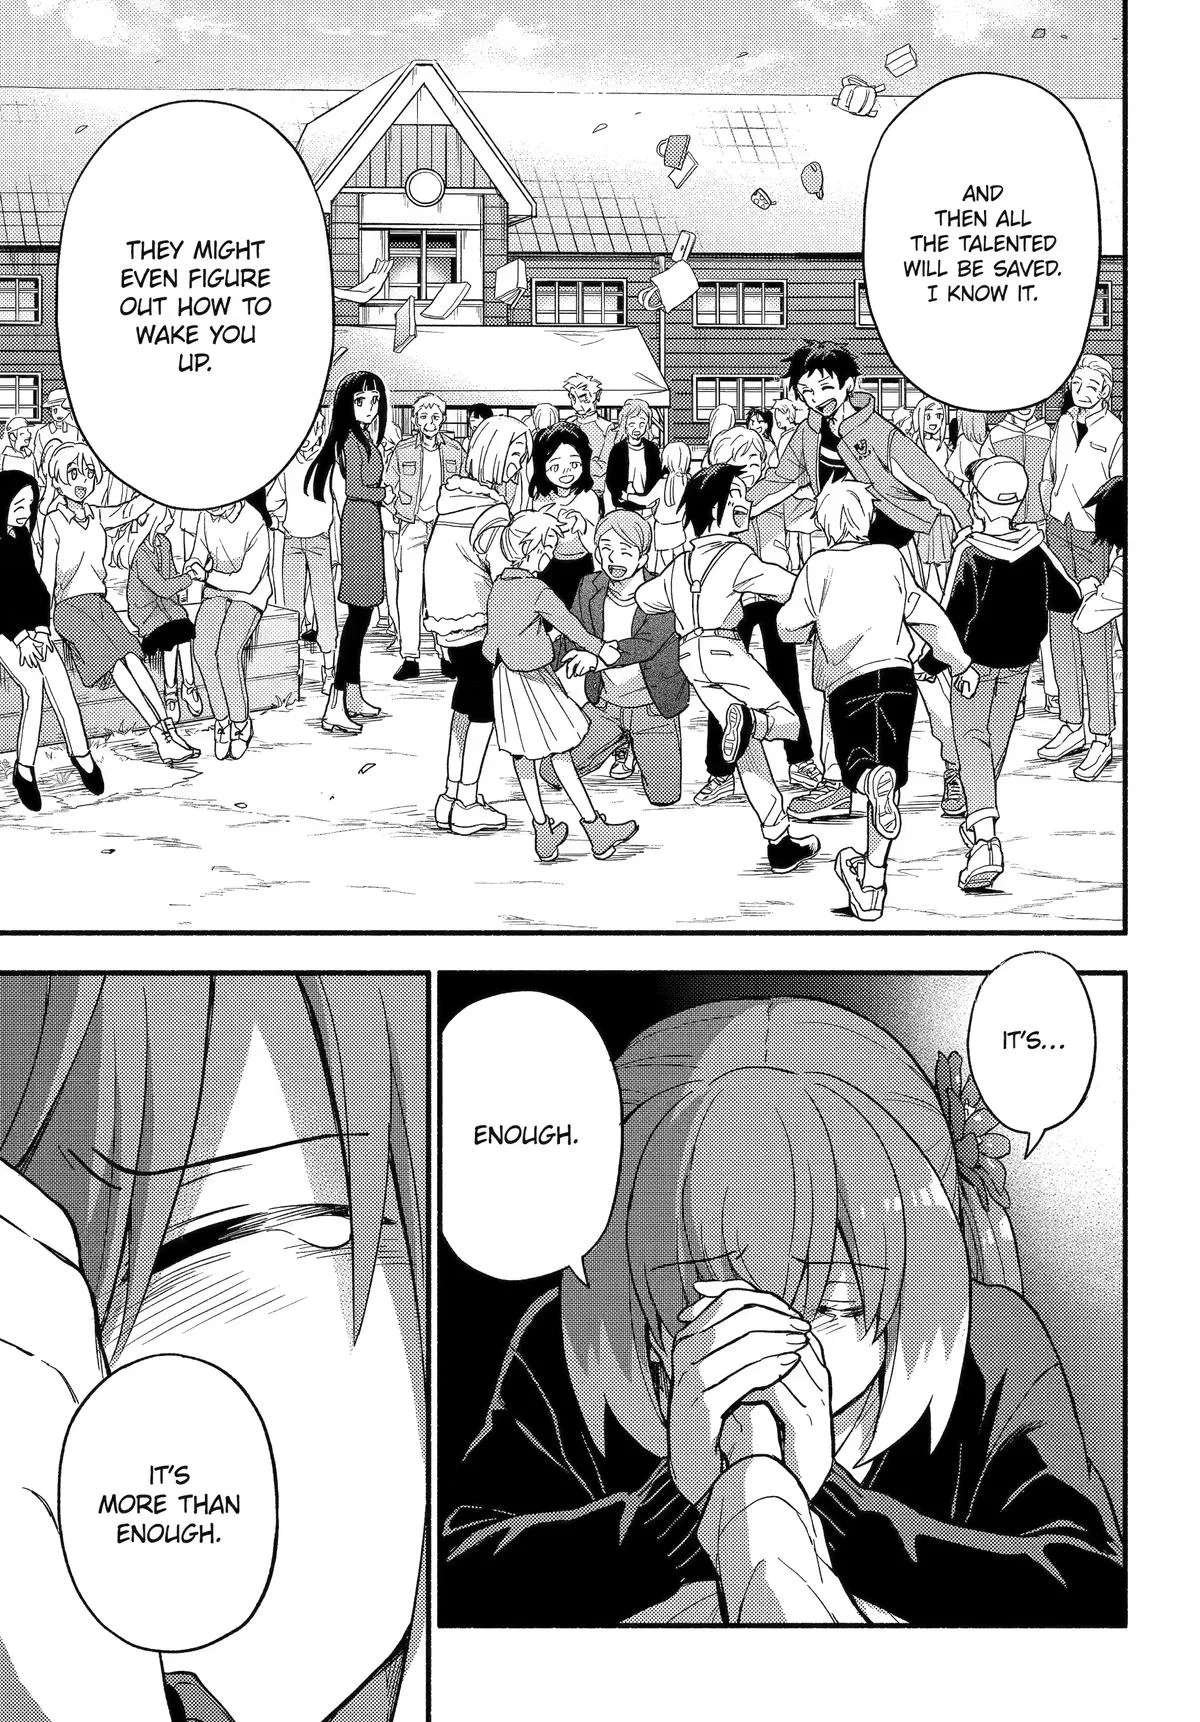 AND
THEN ALL
THE TALENTED
WILL BE SAVED.
I KNOW IT.
THEY MIGHT
EVEN FIGURE
OUT HOW TO
WAKE YOU
UP.
IT'S...
ENOUGH.
IT'S
MORE THAN
ENOUGH.